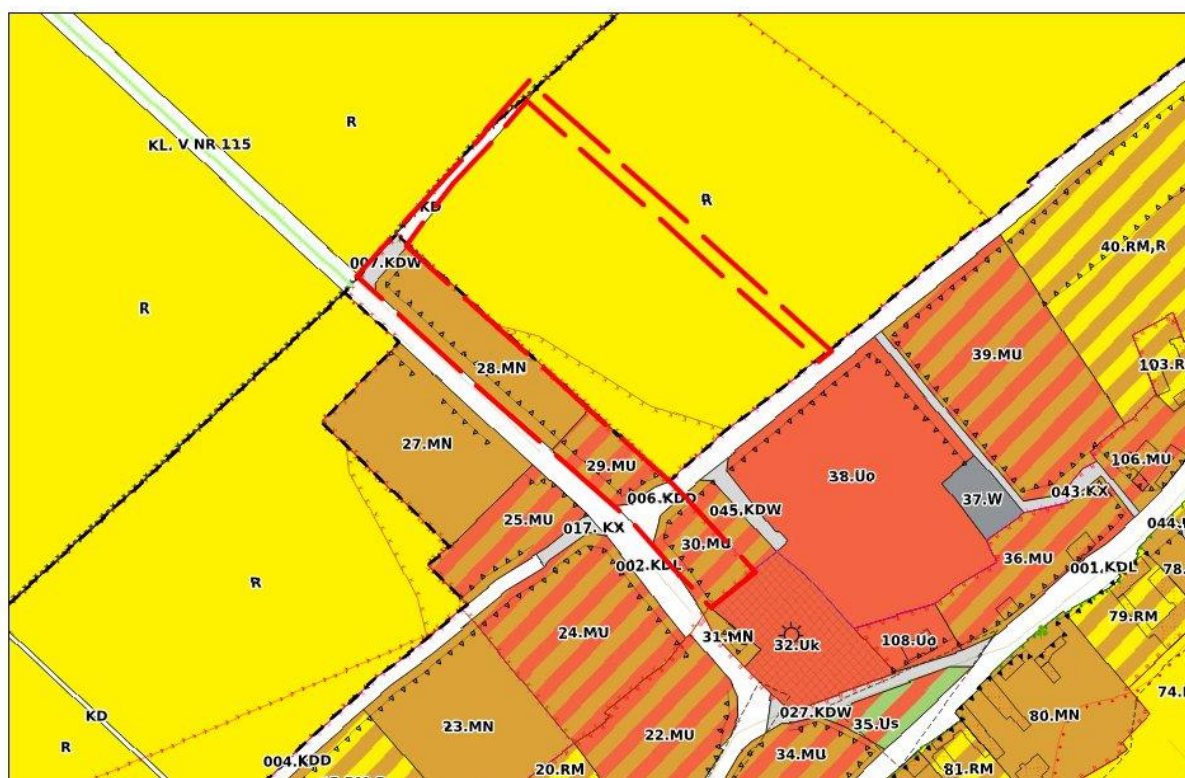 R
KL. V NR 115
R
KD
007.KDW
40.RM,R
R
28.MN
39.MU
27.MN
29.MU
38.Uo
106.MU
006.KDD
045.KDW
37.W
043.KX
25.MU
017. KX
30.MU
36.MU
002.KDL
001.KDL
R
79.RM
24.MU
31.MN
32.Uk
108.Uo
KD
R
23.MN
22.MU
027.KDW
35.Us
80.MN
004.KDD
20.RM
34.MU
81.RM